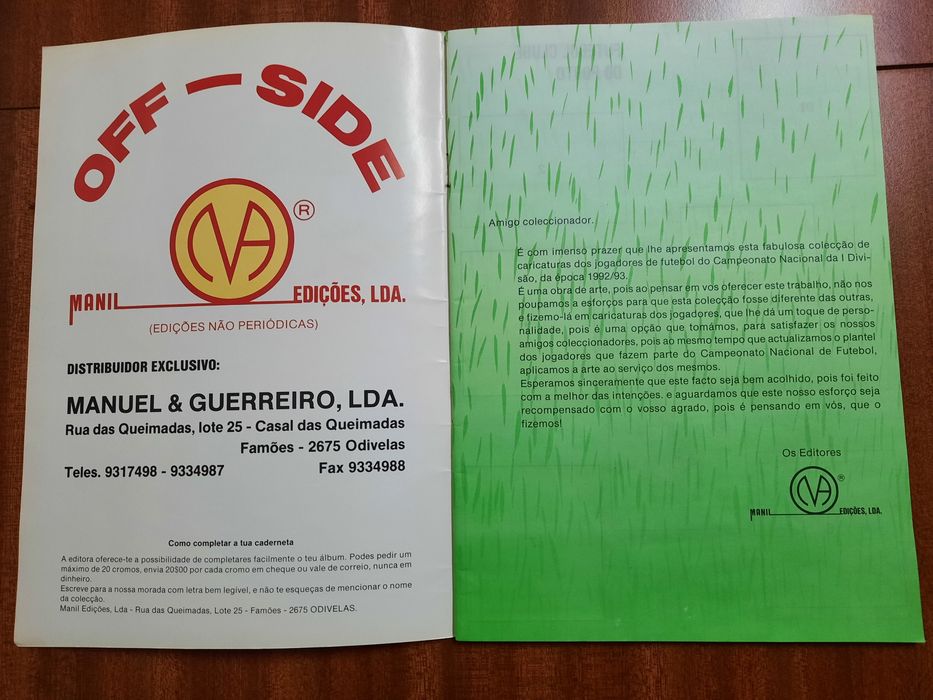 OFF - SIDE
MA
®
MANIL EDIÇÕES, LDA.
(EDIÇÕES NÃO PERIÓDICAS)
DISTRIBUIDOR EXCLUSIVO:
MANUEL & GUERREIRO, LDA.
Rua das Queimadas, lote 25 - Casal das Queimadas
Famões - 2675 Odivelas
Teles. 9317498 - 9334987 Fax 9334988
Como completar a tua caderneta
A editora oferece-te a possibilidade de completares facilmente o teu álbum. Podes pedir um
máximo de 20 cromos, envia 20$00 por cada cromo em cheque ou vale de correio, nunca em
dinheiro.
Escreve para a nossa morada com letra bem legível, e não te esqueças de mencionar o nome
da colecção.
Manil Edições, Lda - Rua das Queimadas, Lote 25 - Famões - 2675 ODIVELAS.
Amigo coleccionador.
É com imenso prazer que lhe apresentamos esta fabulosa colecção de
caricaturas dos jogadores de futebol do Campeonato Nacional da I Divi-
são, da época 1992/93.
É uma obra de arte, pois ao pensar em vos oferecer este trabalho, não nos
poupamos a esforços para que esta colecção fosse diferente das outras,
e fizemo-lá em caricaturas dos jogadores, que lhe dá um toque de perso-
nalidade, pois é uma opção que tomámos, para satisfazer os nossos
amigos coleccionadores, pois ao mesmo tempo que actualizamos o plantel
dos jogadores que fazem parte do Campeonato Nacional de Futebol,
aplicamos a arte ao serviço dos mesmos.
Esperamos sinceramente que este facto seja bem acolhido, pois foi feito
com a melhor das intenções. e aguardamos que este nosso esforço seja
recompensado com o vosso agrado, pois é pensando em vós, que o
fizemos!
Os Editores
MA
®
MANIL EDIÇÕES, LDA.